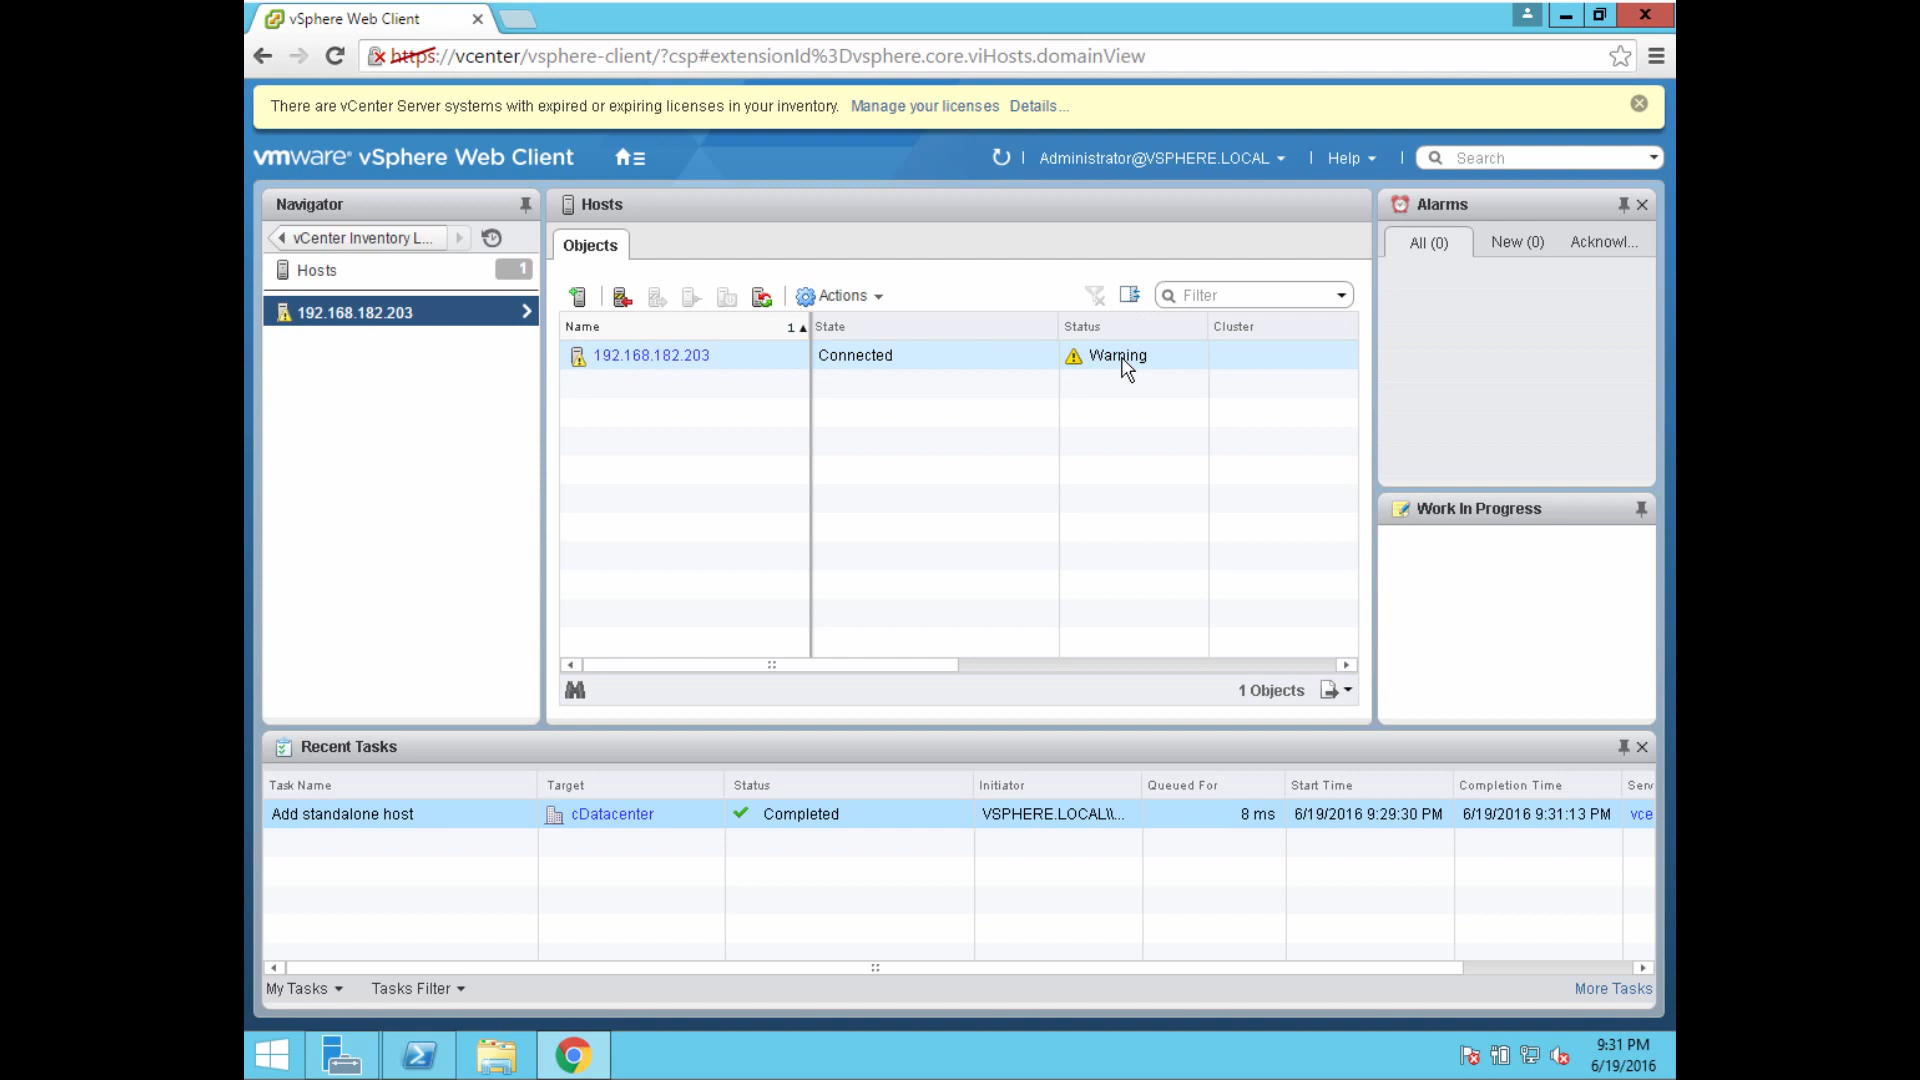 vSphere Web Client
https://vcenter/vsphere-client/?csp#extensionId%3Dvsphere.core.viHosts.domainView
There are vCenter Server systems with expired or expiring licenses in your inventory. Manage your licenses Details...
vmware® vSphere Web Client
Administrator@VSPHERE.LOCAL
Help
Search
Navigator
vCenter Inventory L...
Hosts 1
192.168.182.203
Hosts
Objects
Actions
Filter
Name 1 State Status Cluster
192.168.182.203 Connected Warning
1 Objects
Alarms
All (0) New (0) Acknowl...
Work In Progress
Recent Tasks
Task Name Target Status Initiator Queued For Start Time Completion Time Serv
Add standalone host cDatacenter Completed VSPHERE.LOCAL\\... 8 ms 6/19/2016 9:29:30 PM 6/19/2016 9:31:13 PM vce
My Tasks Tasks Filter More Tasks
9:31 PM
6/19/2016